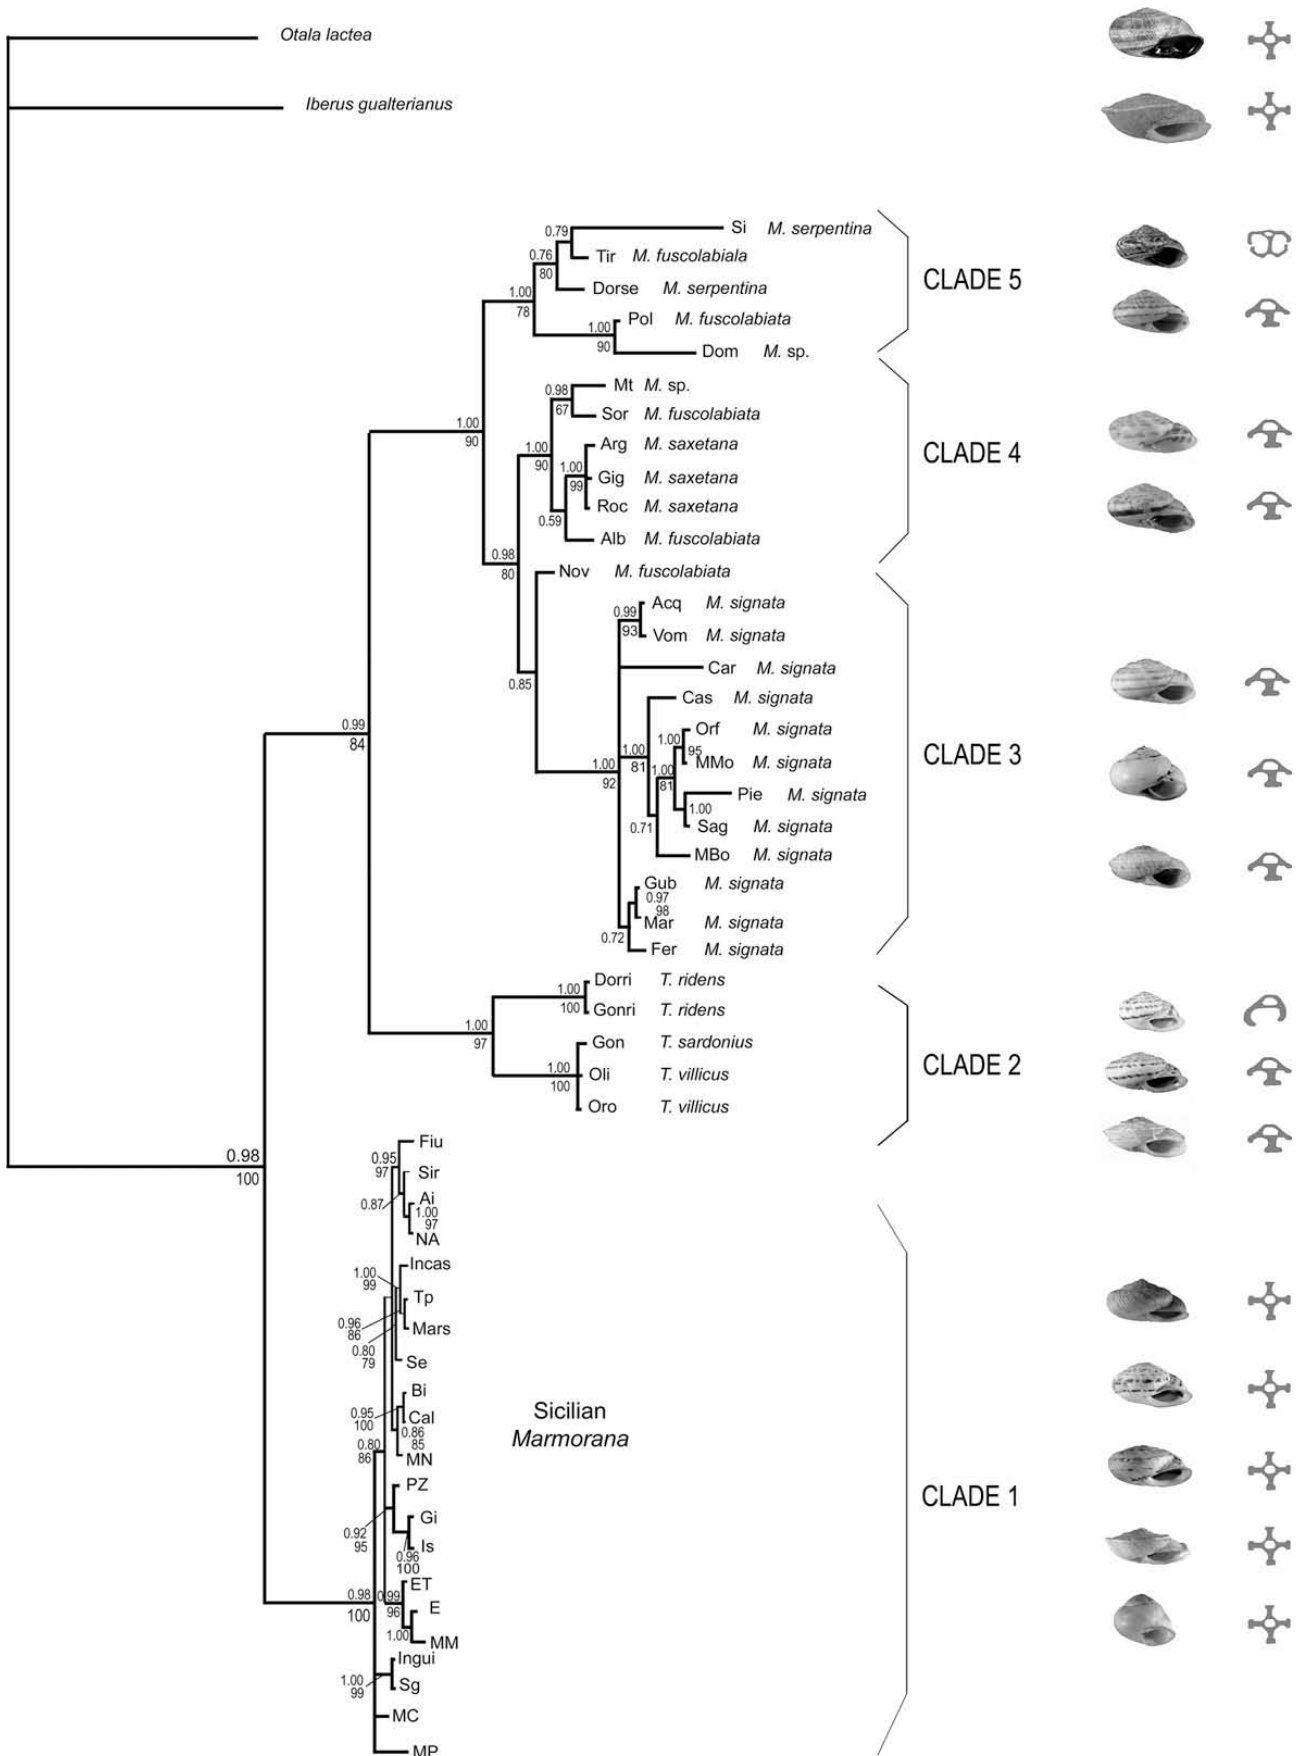 Otala lactea
Iberus gualterianus
0.79
Si M. serpentina
0.76
80
Tir M. fuscolabiala
1.00
78
Dorse M. serpentina
CLADE 5
1.00
90
Pol M. fuscolabiata
Dom M. sp.
1.00
90
0.98
67
Mt M. sp.
Sor M. fuscolabiata
1.00
90
Arg M. saxetana
CLADE 4
1.00
99
Gig M. saxetana
Roc M. saxetana
0.59
Alb M. fuscolabiata
0.98
80
Nov M. fuscolabiata
0.99
93
Acq M. signata
Vom M. signata
0.85
Car M. signata
Cas M. signata
0.99
84
1.00
95
Orf M. signata
1.00
92
1.00
81
1.00
81
MMo M. signata
CLADE 3
Pie M. signata
1.00
0.71
Sag M. signata
MBo M. signata
Gub M. signata
0.97
98
Mar M. signata
0.72
Fer M. signata
1.00
100
Dorri T. ridens
Gonri T. ridens
1.00
97
Gon T. sardonius
CLADE 2
1.00
100
Oli T. villicus
Oro T. villicus
0.98
100
0.95
97
Fiu
Sir
0.87
Ai
1.00
97
NA
1.00
99
Incas
Tp
0.96
86
Mars
0.80
79
Se
Bi
0.95
100
Cal
0.86
85
Sicilian
Marmorana
0.80
86
MN
PZ
CLADE 1
0.92
95
Gi
Is
0.96
100
ET
0.98
100
0.99
96
E
1.00
MM
Ingui
1.00
99
Sg
MC
MP